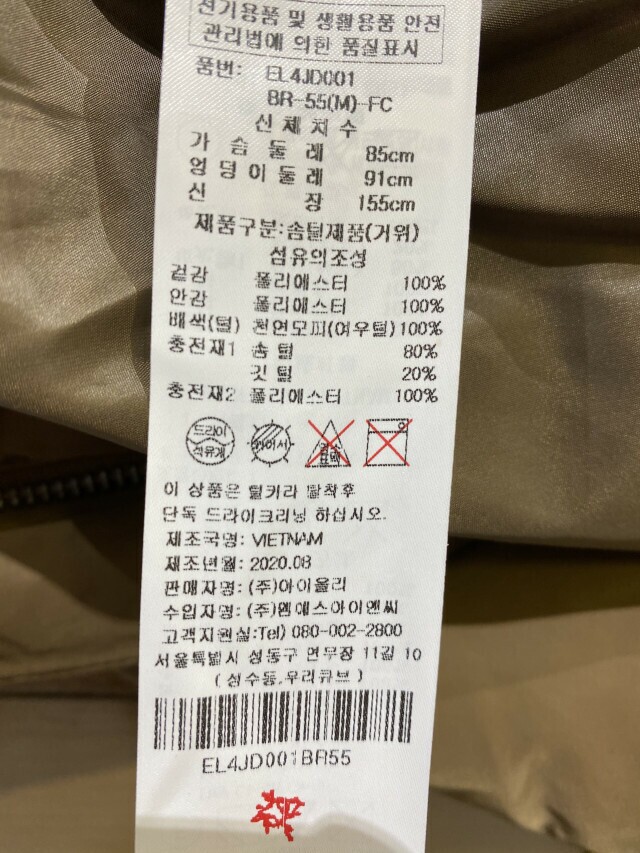 전기용품 및 생활용품 안전
관리법에 의한 품질표시
품번: EL4JD001
BR-55(M)-FC
신체치수
가슴둘레 85cm
엉덩이둘레 91cm
신장 155cm
제품구분:솜털제품(거위)
섬유의조성
겉감 폴리에스터 100%
안감 폴리에스터 100%
배색(털) 천연모피(여우털)100%
충전재1 솜털 80%
깃털 20%
충전재2 폴리에스터 100%
드라이
석유계
이 상품은 털카라 탈착후
단독 드라이크리닝 하십시오.
제조국명: VIETNAM
제조년월: 2020.08
판매자명: (주)아이올리
수입자명: (주)엠에스아이엔씨
고객지원실:Tel) 080-002-2800
서울특별시 성동구 연무장 11길 10
(성수동,우리큐브)
EL4JD001BR55